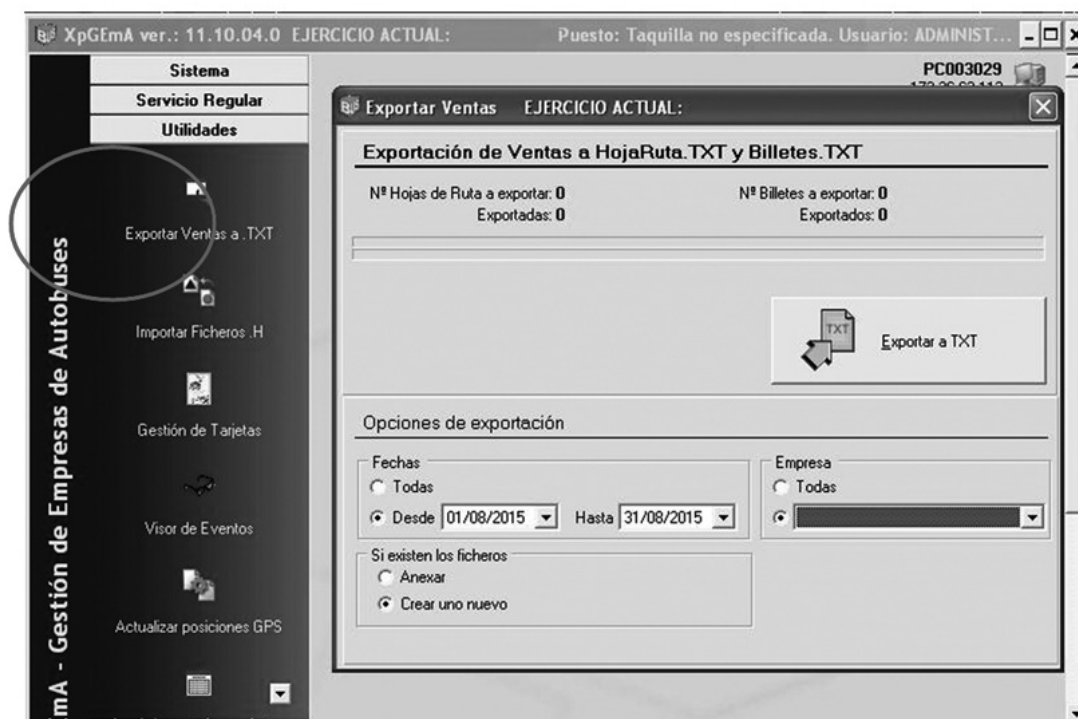 XpGEmA ver.: 11.10.04.0 EJERCICIO ACTUAL: Puesto: Taquilla no especificada. Usuario: ADMINIST...
Sistema
Servicio Regular
Utilidades
PC003029
Exportar Ventas a .TXT
Importar Ficheros .H
Gestión de Tarjetas
Visor de Eventos
Actualizar posiciones GPS
mA - Gestión de Empresas de Autobuses
Exportar Ventas EJERCICIO ACTUAL:
Exportación de Ventas a HojaRuta.TXT y Billetes.TXT
Nº Hojas de Ruta a exportar: 0 Nº Billetes a exportar: 0
Exportadas: 0 Exportados: 0
TXT
Exportar a TXT
Opciones de exportación
Fechas Empresa
Todas Todas
Desde 01/08/2015 Hasta 31/08/2015
Si existen los ficheros
Anexar
Crear uno nuevo